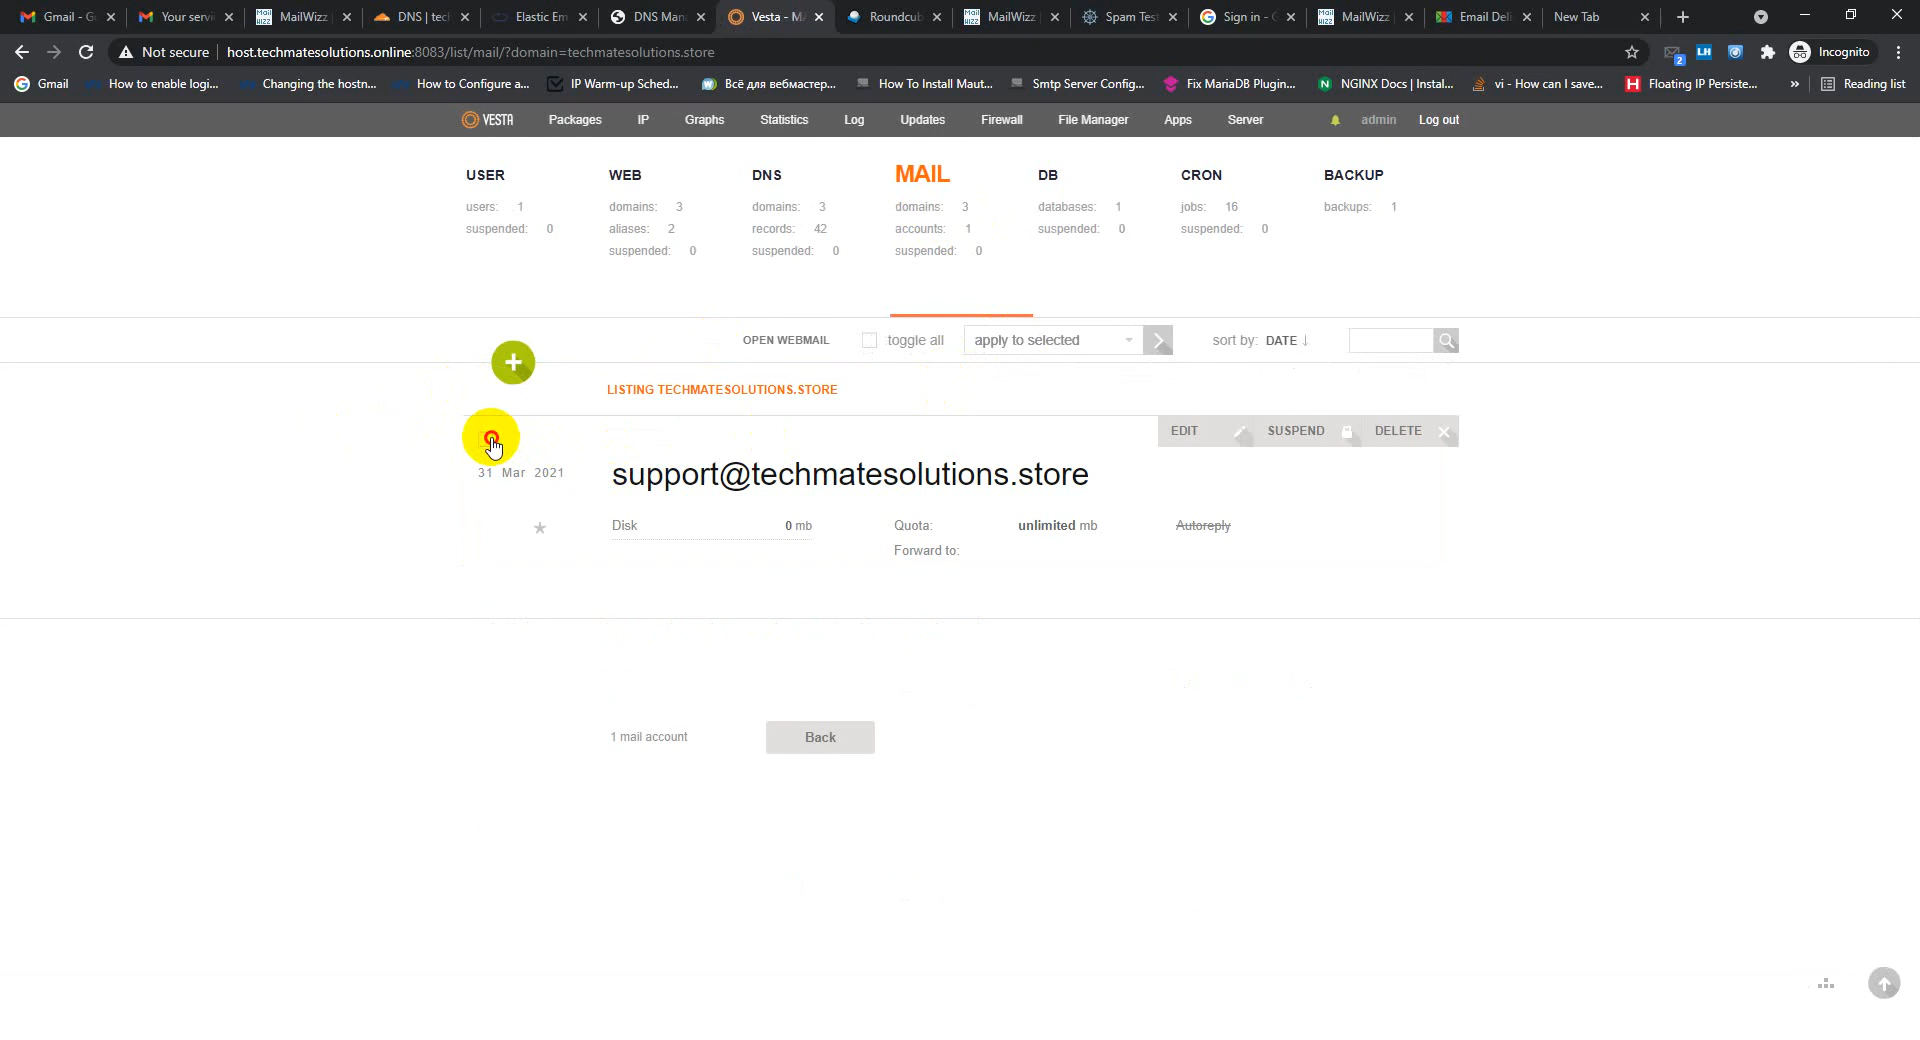 Gmail - G
Your servi
MailWizz
DNS | tec
Elastic Em
DNS Man
Vesta - M
Roundcub
MailWizz
Spam Test
Sign in - G
MailWizz
Email Deli
New Tab
Not secure
host.techmatesolutions.online:8083/list/mail/?domain=techmatesolutions.store
2
LH
Incognito
Gmail
How to enable logi...
Changing the hostn...
How to Configure a...
IP Warm-up Sched...
Всё для вебмастер...
How To Install Maut...
Smtp Server Config...
Fix MariaDB Plugin...
NGINX Docs | Instal...
vi - How can I save...
Floating IP Persiste...
»
Reading list
VESTA Packages IP Graphs Statistics Log Updates Firewall File Manager Apps Server admin Log out
USER WEB DNS MAIL DB CRON BACKUP
users: 1 domains: 3 domains: 3 domains: 3 databases: 1 jobs: 16 backups: 1
suspended: 0 aliases: 2 records: 42 accounts: 1 suspended: 0 suspended: 0
suspended: 0 suspended: 0 suspended: 0
OPEN WEBMAIL toggle all apply to selected sort by: DATE ↓
LISTING TECHMATESOLUTIONS.STORE
EDIT SUSPEND DELETE
31 Mar 2021
support@techmatesolutions.store
Disk 0 mb Quota: unlimited mb Autoreply
Forward to:
1 mail account Back